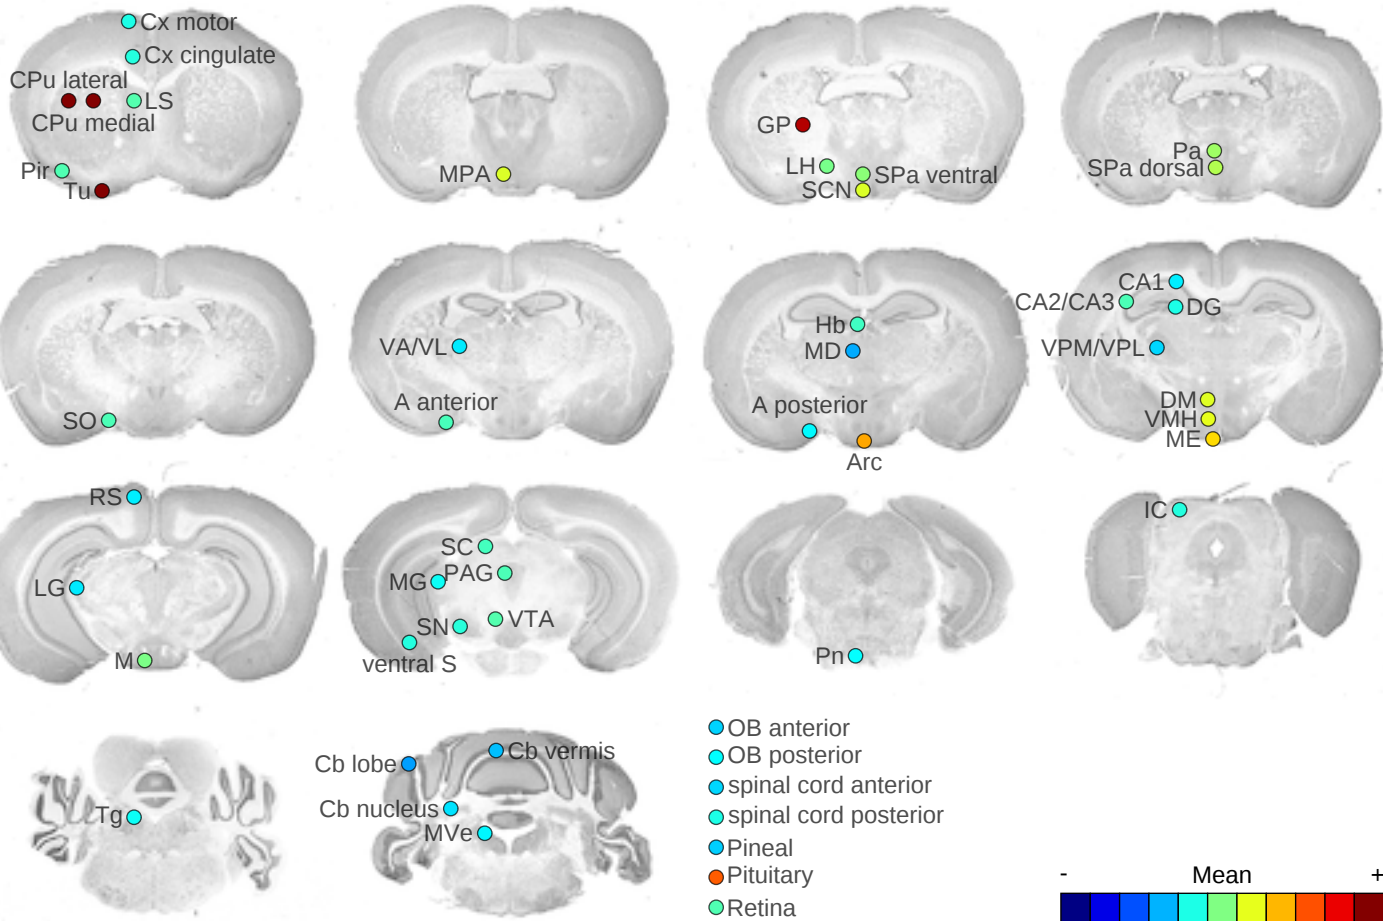 Cx motor
Cx cingulate
CPu lateral
LS
CPu medial
Pir
Tu
MPA
GP
LH
SPa ventral
SCN
Pa
SPa dorsal
SO
VA/VL
A anterior
Hb
MD
A posterior
Arc
CA1
CA2/CA3
DG
VPM/VPL
DM
VMH
ME
RS
LG
M
SC
MG
PAG
SN
VTA
ventral S
Pn
IC
Tg
Cb lobe
Cb vermis
Cb nucleus
MVe
OB anterior
OB posterior
spinal cord anterior
spinal cord posterior
Pineal
Pituitary
Retina
- Mean +